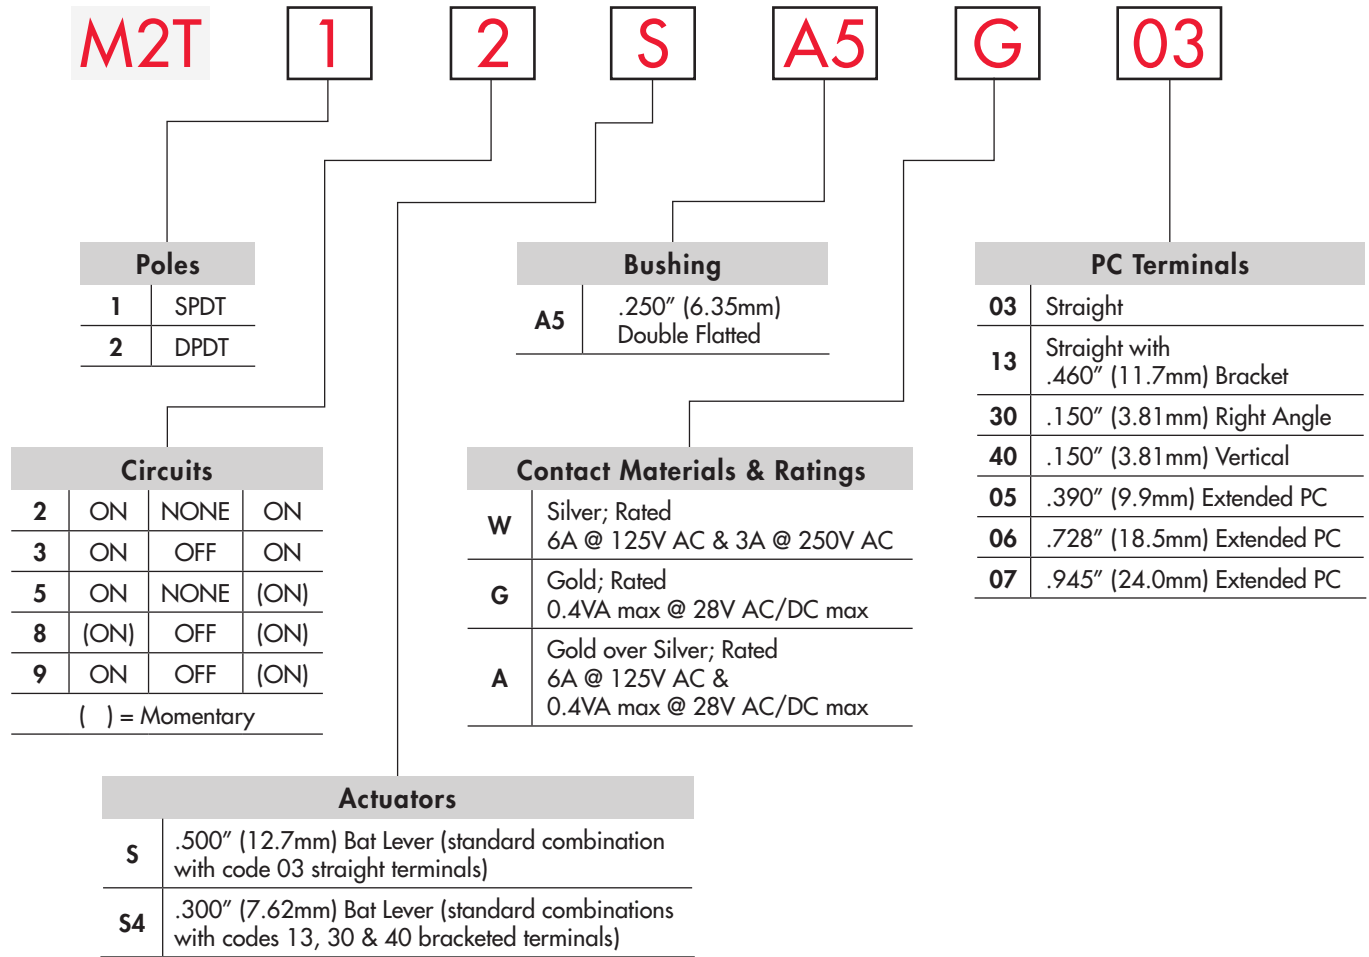 M2T 1 2 S A5 G 03
Poles
1 SPDT
2 DPDT
Bushing
A5 .250" (6.35mm)
Double Flatted
PC Terminals
03 Straight
13 Straight with
.460" (11.7mm) Bracket
30 .150" (3.81mm) Right Angle
40 .150" (3.81mm) Vertical
05 .390" (9.9mm) Extended PC
06 .728" (18.5mm) Extended PC
07 .945" (24.0mm) Extended PC
Circuits
2 ON NONE ON
3 ON OFF ON
5 ON NONE (ON)
8 (ON) OFF (ON)
9 ON OFF (ON)
( ) = Momentary
Contact Materials & Ratings
W Silver; Rated
6A @ 125V AC & 3A @ 250V AC
G Gold; Rated
0.4VA max @ 28V AC/DC max
A Gold over Silver; Rated
6A @ 125V AC &
0.4VA max @ 28V AC/DC max
Actuators
S .500" (12.7mm) Bat Lever (standard combination
with code 03 straight terminals)
S4 .300" (7.62mm) Bat Lever (standard combinations
with codes 13, 30 & 40 bracketed terminals)